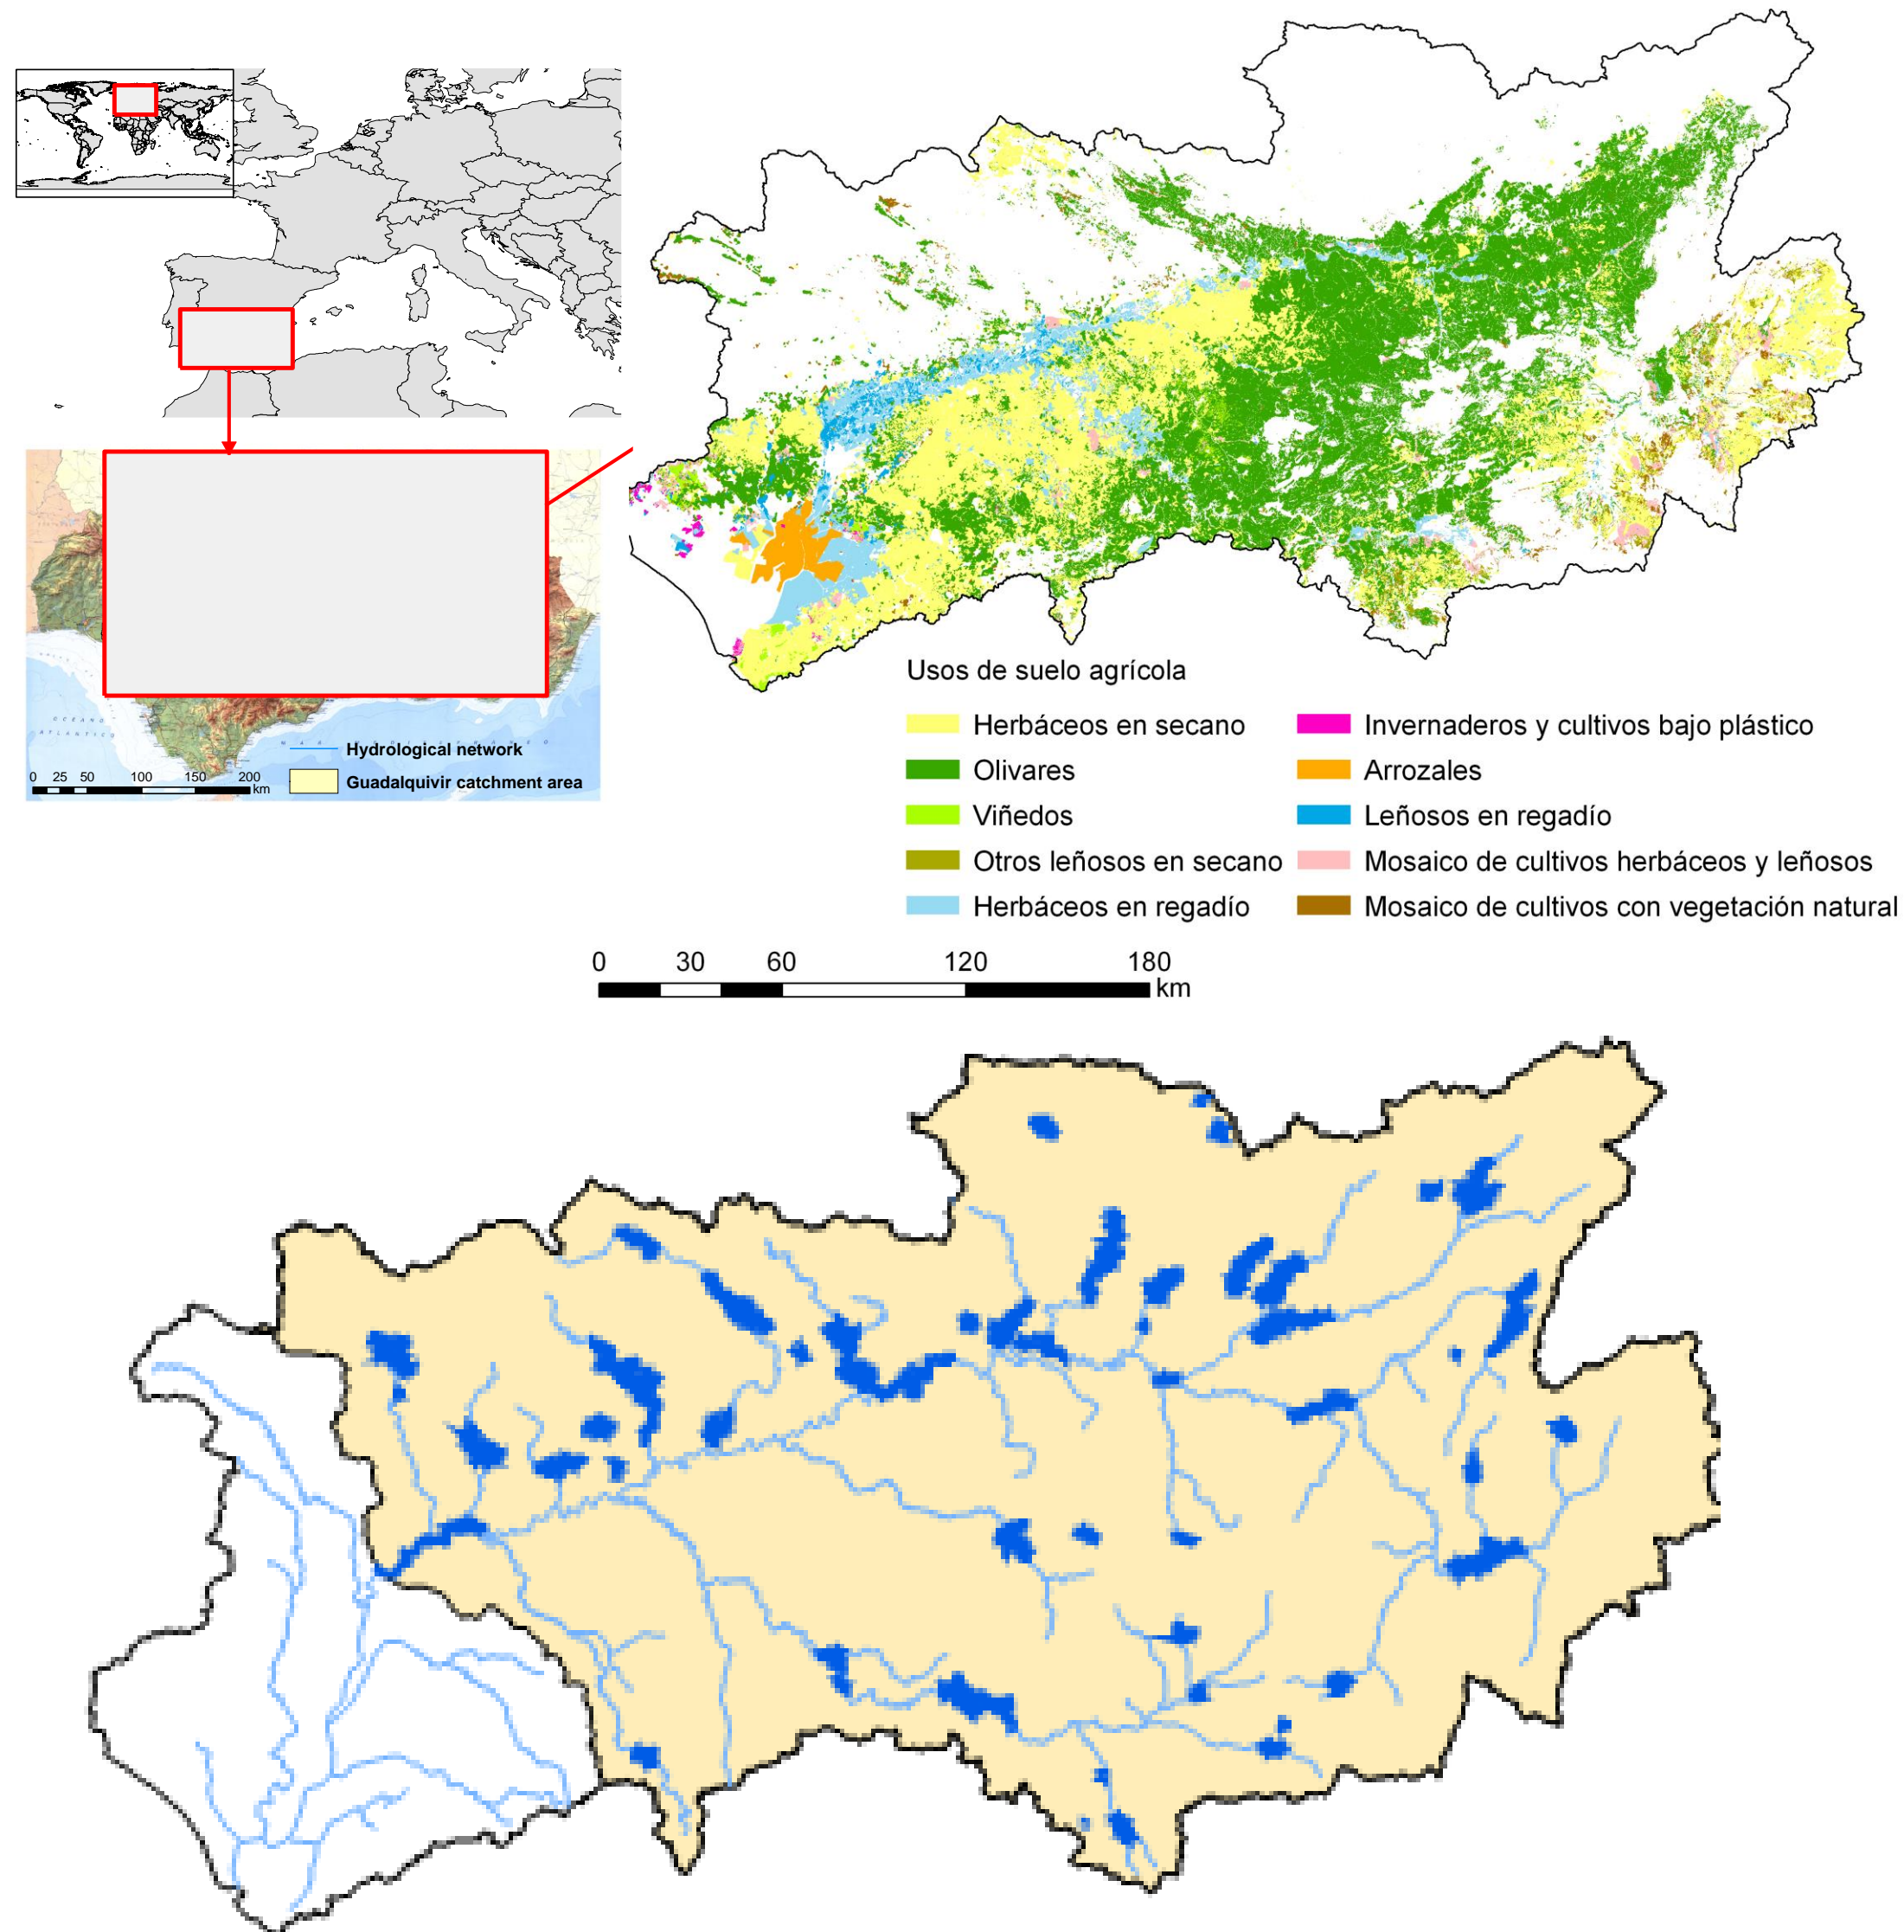 OCEANO
ATLÁNTICO
Hydrological network
0 25 50 100 150 200
km
Guadalquivir catchment area
Usos de suelo agrícola
Herbáceos en secano
Olivares
Viñedos
Otros leñosos en secano
Herbáceos en regadío
Invernaderos y cultivos bajo plástico
Arrozales
Leñosos en regadío
Mosaico de cultivos herbáceos y leñosos
Mosaico de cultivos con vegetación natural
0 30 60 120 180
km